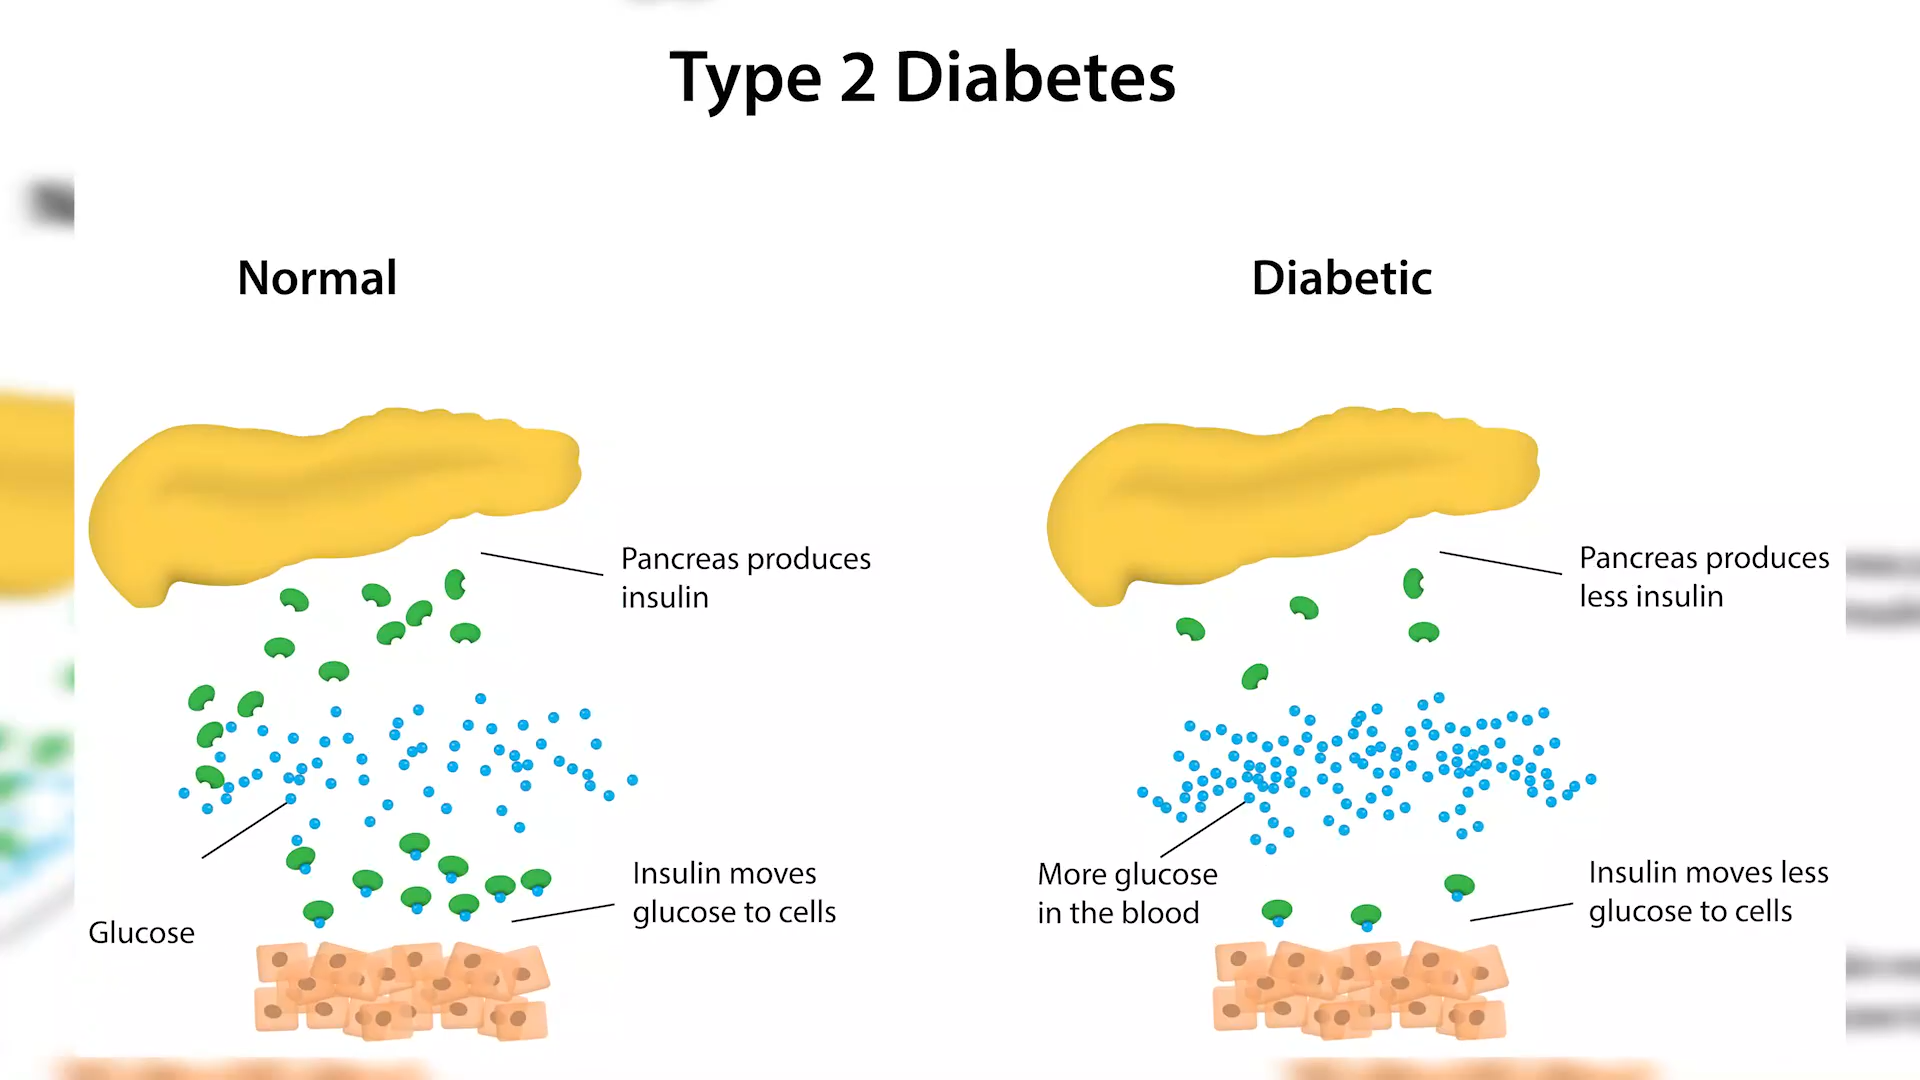 Type 2 Diabetes
Normal
Pancreas produces
insulin
Glucose
Insulin moves
glucose to cells
Diabetic
Pancreas produces
less insulin
More glucose
in the blood
Insulin moves less
glucose to cells